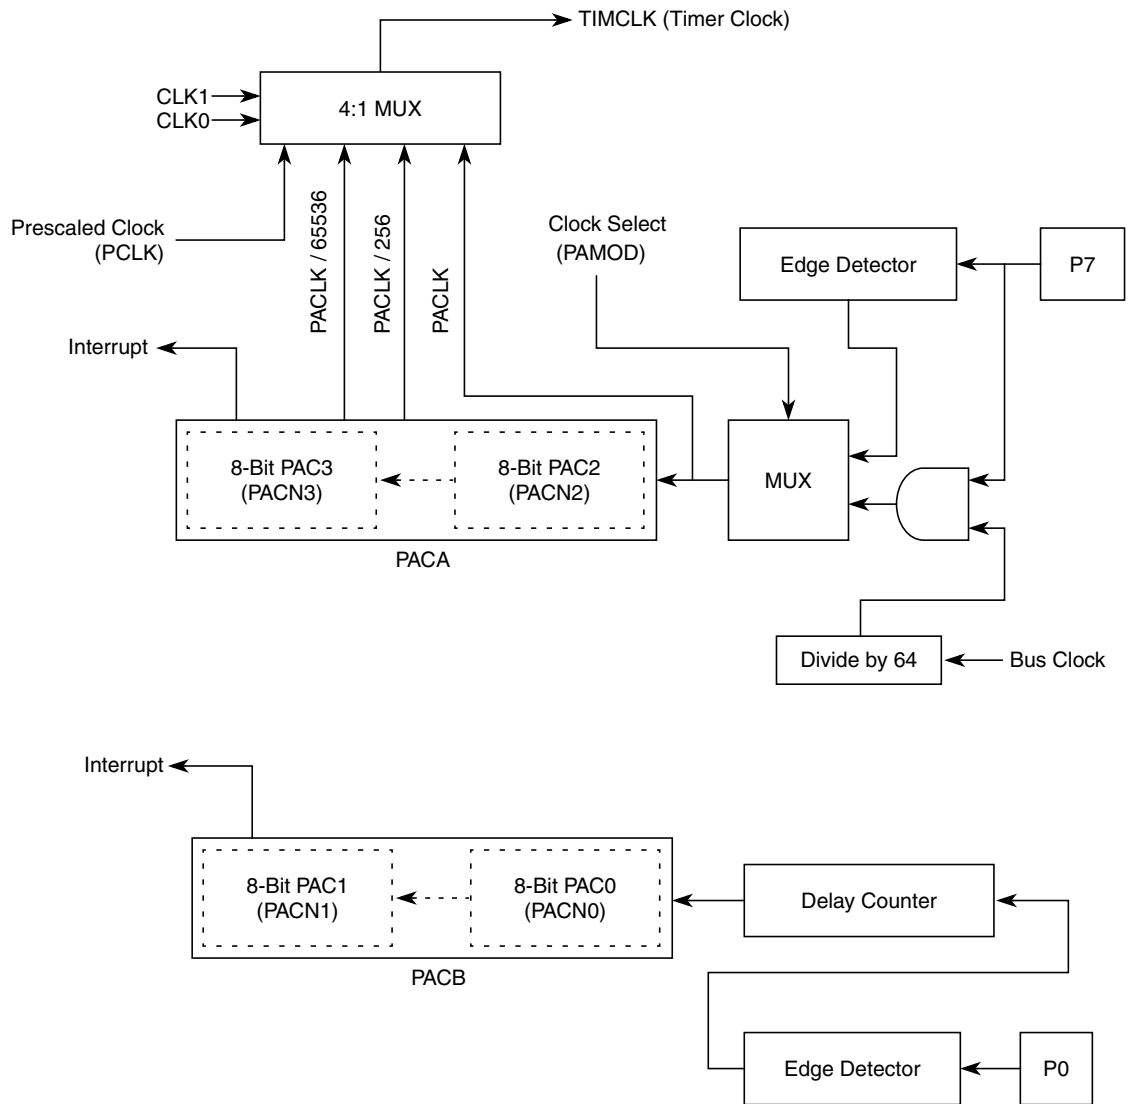 TIMCLK (Timer Clock)
CLK1
CLK0
4:1 MUX
Prescaled Clock
(PCLK)
PACLK / 65536
PACLK / 256
PACLK
Clock Select
(PAMOD)
Edge Detector
P7
Interrupt
8-Bit PAC3
(PACN3)
8-Bit PAC2
(PACN2)
MUX
PACA
Divide by 64
Bus Clock
Interrupt
8-Bit PAC1
(PACN1)
8-Bit PAC0
(PACN0)
Delay Counter
PACB
Edge Detector
P0